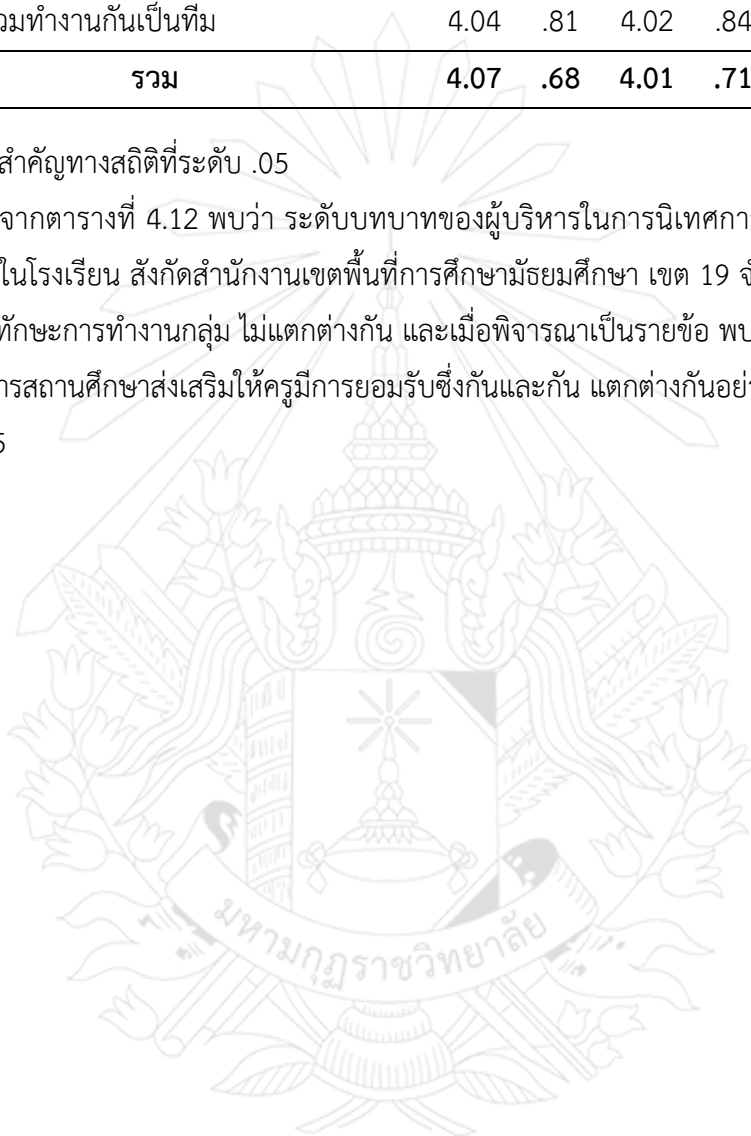 วมทำงานกันเป็นทีม 4.04 .81 4.02 .84
รวม 4.07 .68 4.01 .71
สำคัญทางสถิติที่ระดับ .05
จากตารางที่ 4.12 พบว่า ระดับบทบาทของผู้บริหารในการนิเทศกา
ในโรงเรียน สังกัดสำนักงานเขตพื้นที่การศึกษามัธยมศึกษา เขต 19 จ
ทักษะการทำงานกลุ่ม ไม่แตกต่างกัน และเมื่อพิจารณาเป็นรายข้อ พบ
ารสถานศึกษาส่งเสริมให้ครูมีการยอมรับซึ่งกันและกัน แตกต่างกันอย่า
5
มหามกุฏราชวิทยาลัย